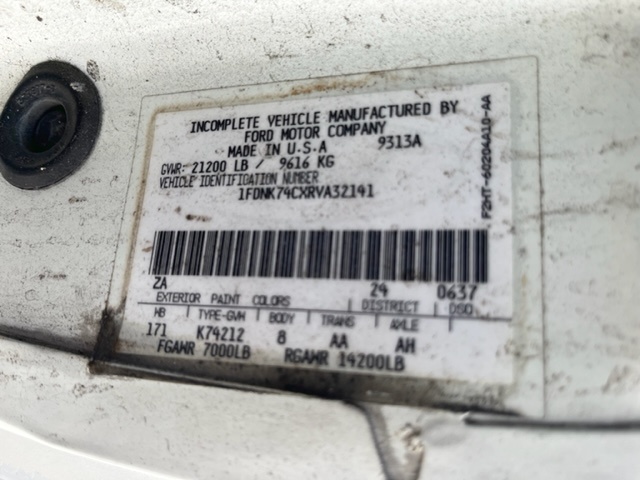 INCOMPLETE VEHICLE MANUFACTURED BY
FORD MOTOR COMPANY
MADE IN U.S.A 9313A
GVWR: 21200 LB / 9616 KG
VEHICLE IDENTIFICATION NUMBER
1FDNK74CXRVA32141
ZA 24 0637
EXTERIOR PAINT COLORS DISTRICT DSO
WB TYPE-GVW BODY TRANS AXLE
171 K74212 8 AA AH
FGAWR 7000LB RGAWR 14200LB
F2HT-60204A10-AA